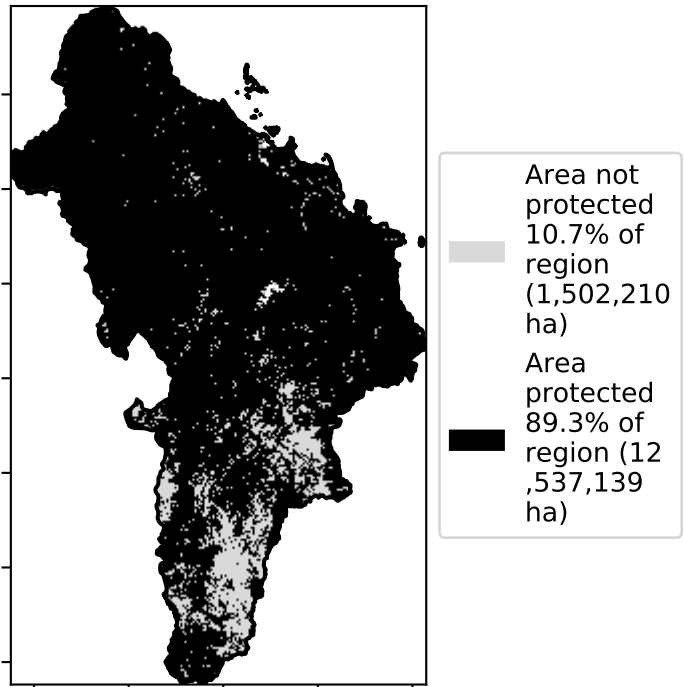 Area not
protected
10.7% of
region
(1,502,210
ha)
Area
protected
89.3% of
region (12
,537,139
ha)